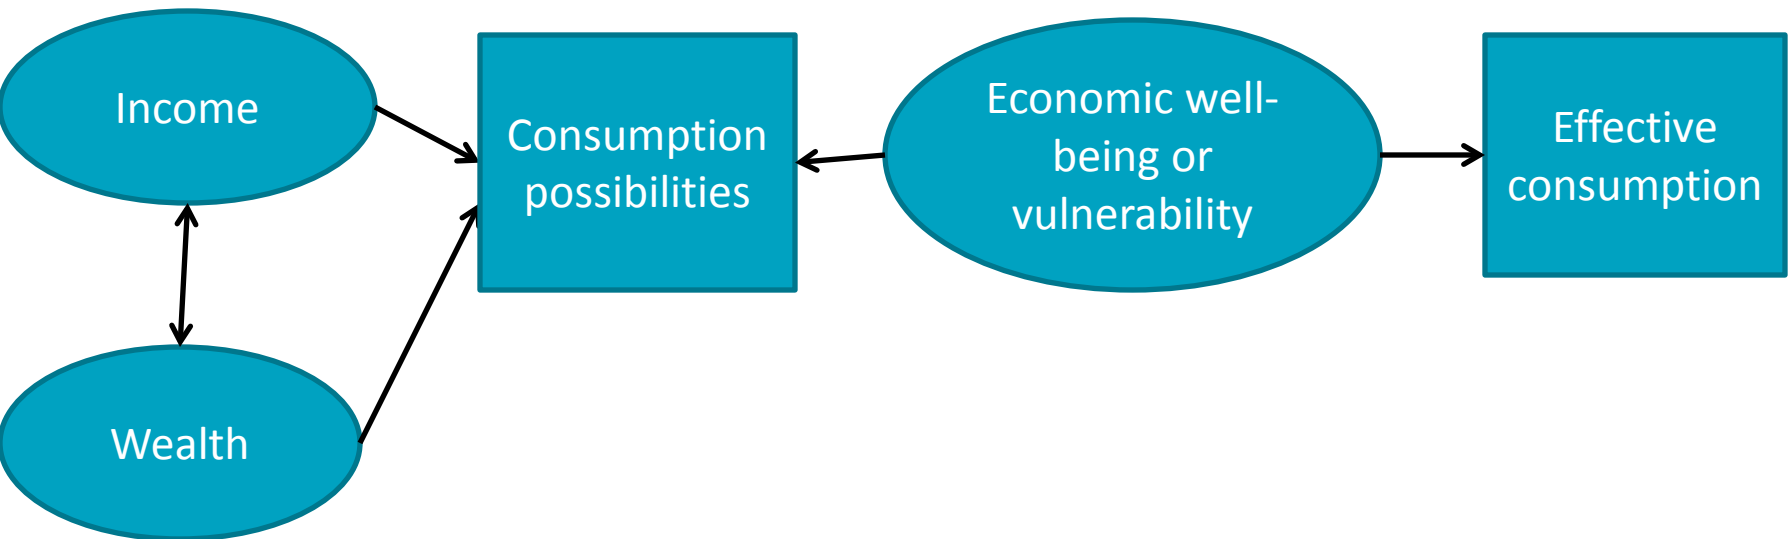 Income
Consumption
possibilities
Economic well-
being or
vulnerability
Effective
consumption
Wealth